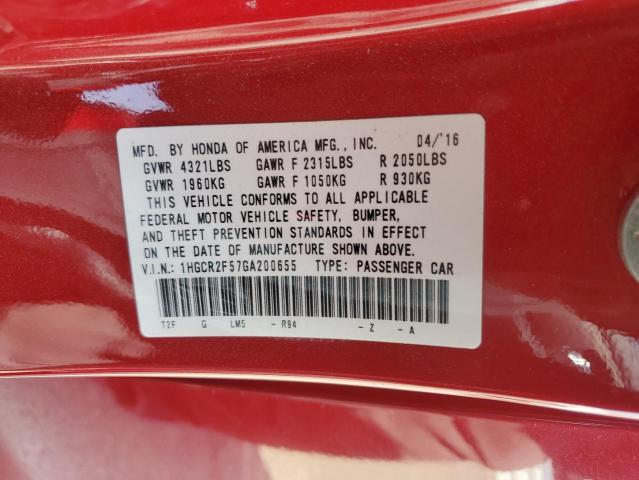 MFD. BY HONDA OF AMERICA MFG., INC. 04/'16
GVWR 4321LBS GAWR F 2315LBS R 2050LBS
GVWR 1960KG GAWR F 1050KG R 930KG
THIS VEHICLE CONFORMS TO ALL APPLICABLE
FEDERAL MOTOR VEHICLE SAFETY, BUMPER,
AND THEFT PREVENTION STANDARDS IN EFFECT
ON THE DATE OF MANUFACTURE SHOWN ABOVE.
V.I.N.: 1HGCR2F57GA200655 TYPE: PASSENGER CAR
T2F G LM5 - R94 - Z - A